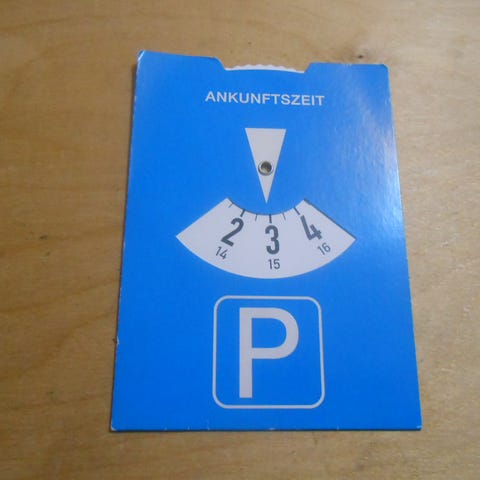 ANKUNFTSZEIT
2 3 4
14 15 16
P